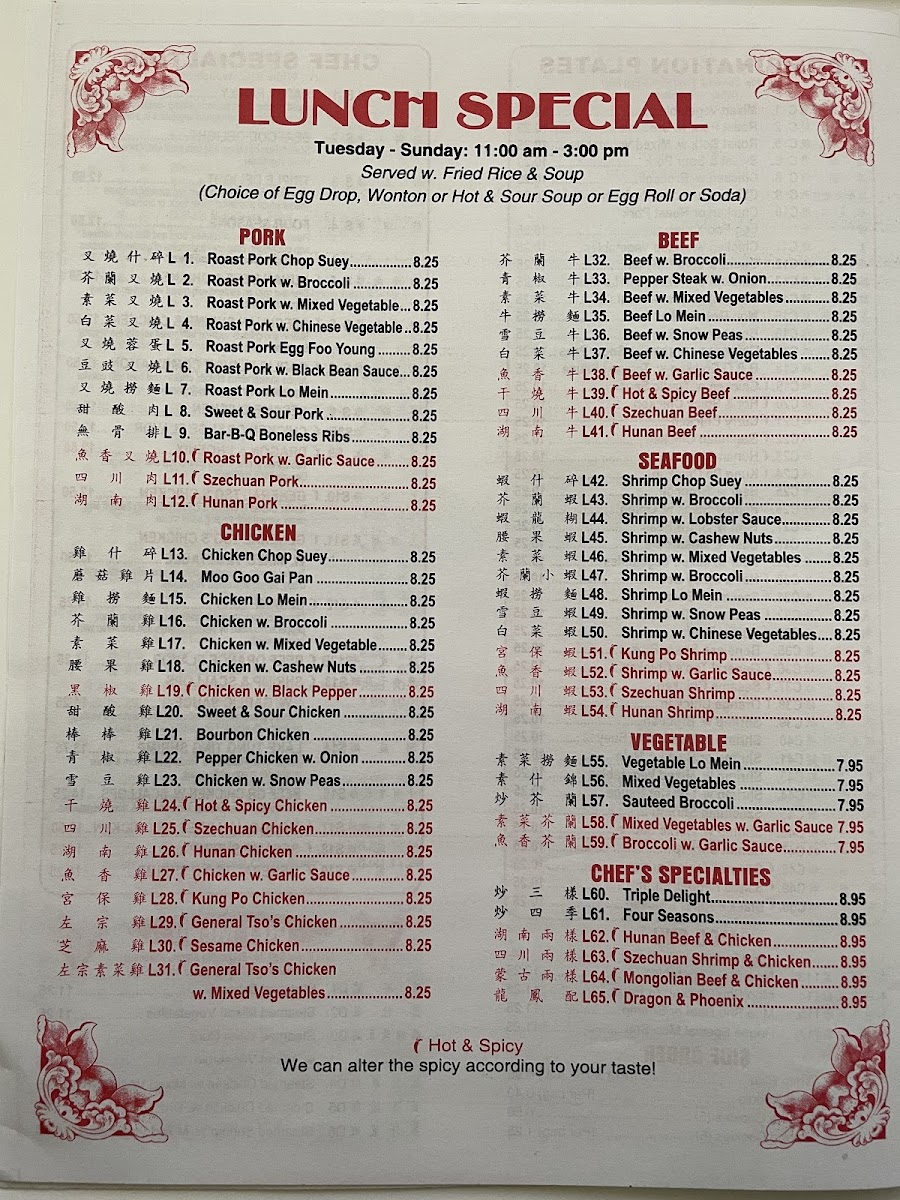 LUNCH SPECIAL
Tuesday - Sunday: 11:00 am - 3:00 pm
Served w. Fried Rice & Soup
(Choice of Egg Drop, Wonton or Hot & Sour Soup or Egg Roll or Soda)
PORK
叉燒什碎 L 1. Roast Pork Chop Suey.................8.25
芥蘭叉燒 L 2. Roast Pork w. Broccoli .................8.25
素菜叉燒 L 3. Roast Pork w. Mixed Vegetable...8.25
白菜叉燒 L 4. Roast Pork w. Chinese Vegetable..8.25
叉燒蓉蛋 L 5. Roast Pork Egg Foo Young .........8.25
豆豉叉燒 L 6. Roast Pork w. Black Bean Sauce...8.25
叉燒撈麵 L 7. Roast Pork Lo Mein......................8.25
甜酸肉 L 8. Sweet & Sour Pork .......................8.25
無骨排 L 9. Bar-B-Q Boneless Ribs.................8.25
魚香叉燒 L10. Roast Pork w. Garlic Sauce.........8.25
四川肉 L11. Szechuan Pork.............................8.25
湖南肉 L12. Hunan Pork ..................................8.25
CHICKEN
雞什碎 L13. Chicken Chop Suey.....................8.25
蘑菇雞片 L14. Moo Goo Gai Pan .......................8.25
雞撈麵 L15. Chicken Lo Mein.........................8.25
芥蘭雞 L16. Chicken w. Broccoli .....................8.25
素菜雞 L17. Chicken w. Mixed Vegetable.......8.25
腰果雞 L18. Chicken w. Cashew Nuts.............8.25
黑椒雞 L19. Chicken w. Black Pepper............8.25
甜酸雞 L20. Sweet & Sour Chicken ................8.25
棒棒雞 L21. Bourbon Chicken ........................8.25
青椒雞 L22. Pepper Chicken w. Onion............8.25
雪豆雞 L23. Chicken w. Snow Peas................8.25
干燒雞 L24. Hot & Spicy Chicken ....................8.25
四川雞 L25. Szechuan Chicken.......................8.25
湖南雞 L26. Hunan Chicken ............................8.25
魚香雞 L27. Chicken w. Garlic Sauce..............8.25
宮保雞 L28. Kung Po Chicken.........................8.25
左宗雞 L29. General Tso's Chicken.................8.25
芝麻雞 L30. Sesame Chicken..........................8.25
左宗素菜雞 L31. General Tso's Chicken
w. Mixed Vegetables.....................8.25
BEEF
芥蘭牛 L32. Beef w. Broccoli............................8.25
青椒牛 L33. Pepper Steak w. Onion..................8.25
素菜牛 L34. Beef w. Mixed Vegetables............8.25
牛撈麵 L35. Beef Lo Mein.................................8.25
雪豆牛 L36. Beef w. Snow Peas.......................8.25
白菜牛 L37. Beef w. Chinese Vegetables.........8.25
魚香牛 L38. Beef w. Garlic Sauce.....................8.25
干燒牛 L39. Hot & Spicy Beef ..........................8.25
四川牛 L40. Szechuan Beef..............................8.25
湖南牛 L41. Hunan Beef ...................................8.25
SEAFOOD
蝦什碎 L42. Shrimp Chop Suey .......................8.25
芥蘭蝦 L43. Shrimp w. Broccoli........................8.25
蝦龍糊 L44. Shrimp w. Lobster Sauce..............8.25
腰果蝦 L45. Shrimp w. Cashew Nuts................8.25
素菜蝦 L46. Shrimp w. Mixed Vegetables ........8.25
芥蘭小蝦 L47. Shrimp w. Broccoli........................8.25
蝦撈麵 L48. Shrimp Lo Mein .............................8.25
雪豆蝦 L49. Shrimp w. Snow Peas ...................8.25
白菜蝦 L50. Shrimp w. Chinese Vegetables....8.25
宮保蝦 L51. Kung Po Shrimp...........................8.25
魚香蝦 L52. Shrimp w. Garlic Sauce................8.25
四川蝦 L53. Szechuan Shrimp .........................8.25
湖南蝦 L54. Hunan Shrimp...............................8.25
VEGETABLE
素菜撈麵 L55. Vegetable Lo Mein.........................7.95
素什錦 L56. Mixed Vegetables ..........................7.95
炒芥蘭 L57. Sauteed Broccoli...........................7.95
素菜芥蘭 L58. Mixed Vegetables w. Garlic Sauce 7.95
魚香芥蘭 L59. Broccoli w. Garlic Sauce...............7.95
CHEF'S SPECIALTIES
炒三樣 L60. Triple Delight................................8.95
炒四季 L61. Four Seasons...............................8.95
湖南兩樣 L62. Hunan Beef & Chicken.................8.95
四川兩樣 L63. Szechuan Shrimp & Chicken.......8.95
蒙古兩樣 L64. Mongolian Beef & Chicken ..........8.95
龍鳳配 L65. Dragon & Phoenix ........................8.95
Hot & Spicy
We can alter the spicy according to your taste!